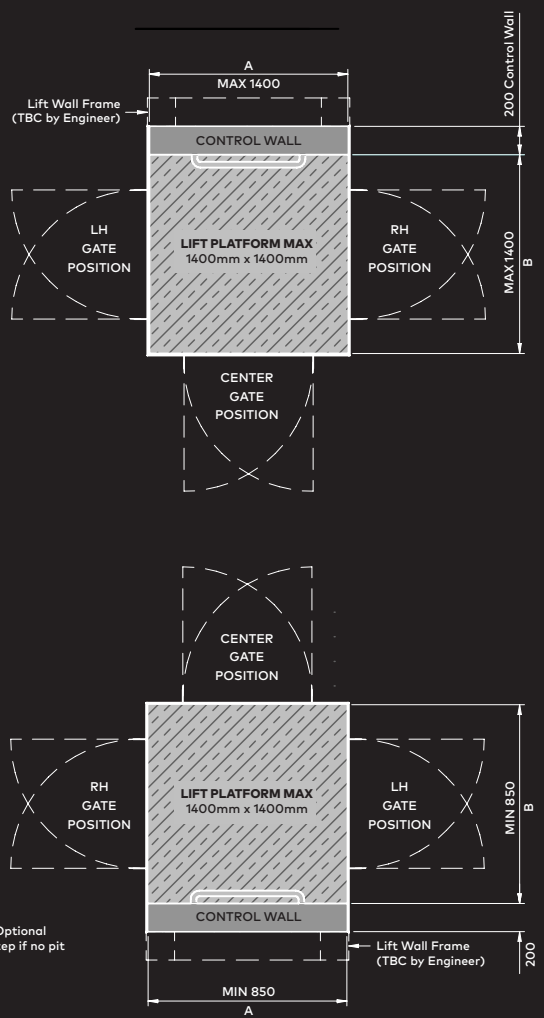 A
MAX 1400
200 Control Wall
Lift Wall Frame
(TBC by Engineer)
CONTROL WALL
LH
GATE
POSITION
LIFT PLATFORM MAX
1400mm x 1400mm
RH
GATE
POSITION
MAX 1400
B
CENTER
GATE
POSITION
CENTER
GATE
POSITION
RH
GATE
POSITION
LIFT PLATFORM MAX
1400mm x 1400mm
LH
GATE
POSITION
MIN 850
B
CONTROL WALL
Optional
tep if no pit
Lift Wall Frame
(TBC by Engineer)
200
MIN 850
A